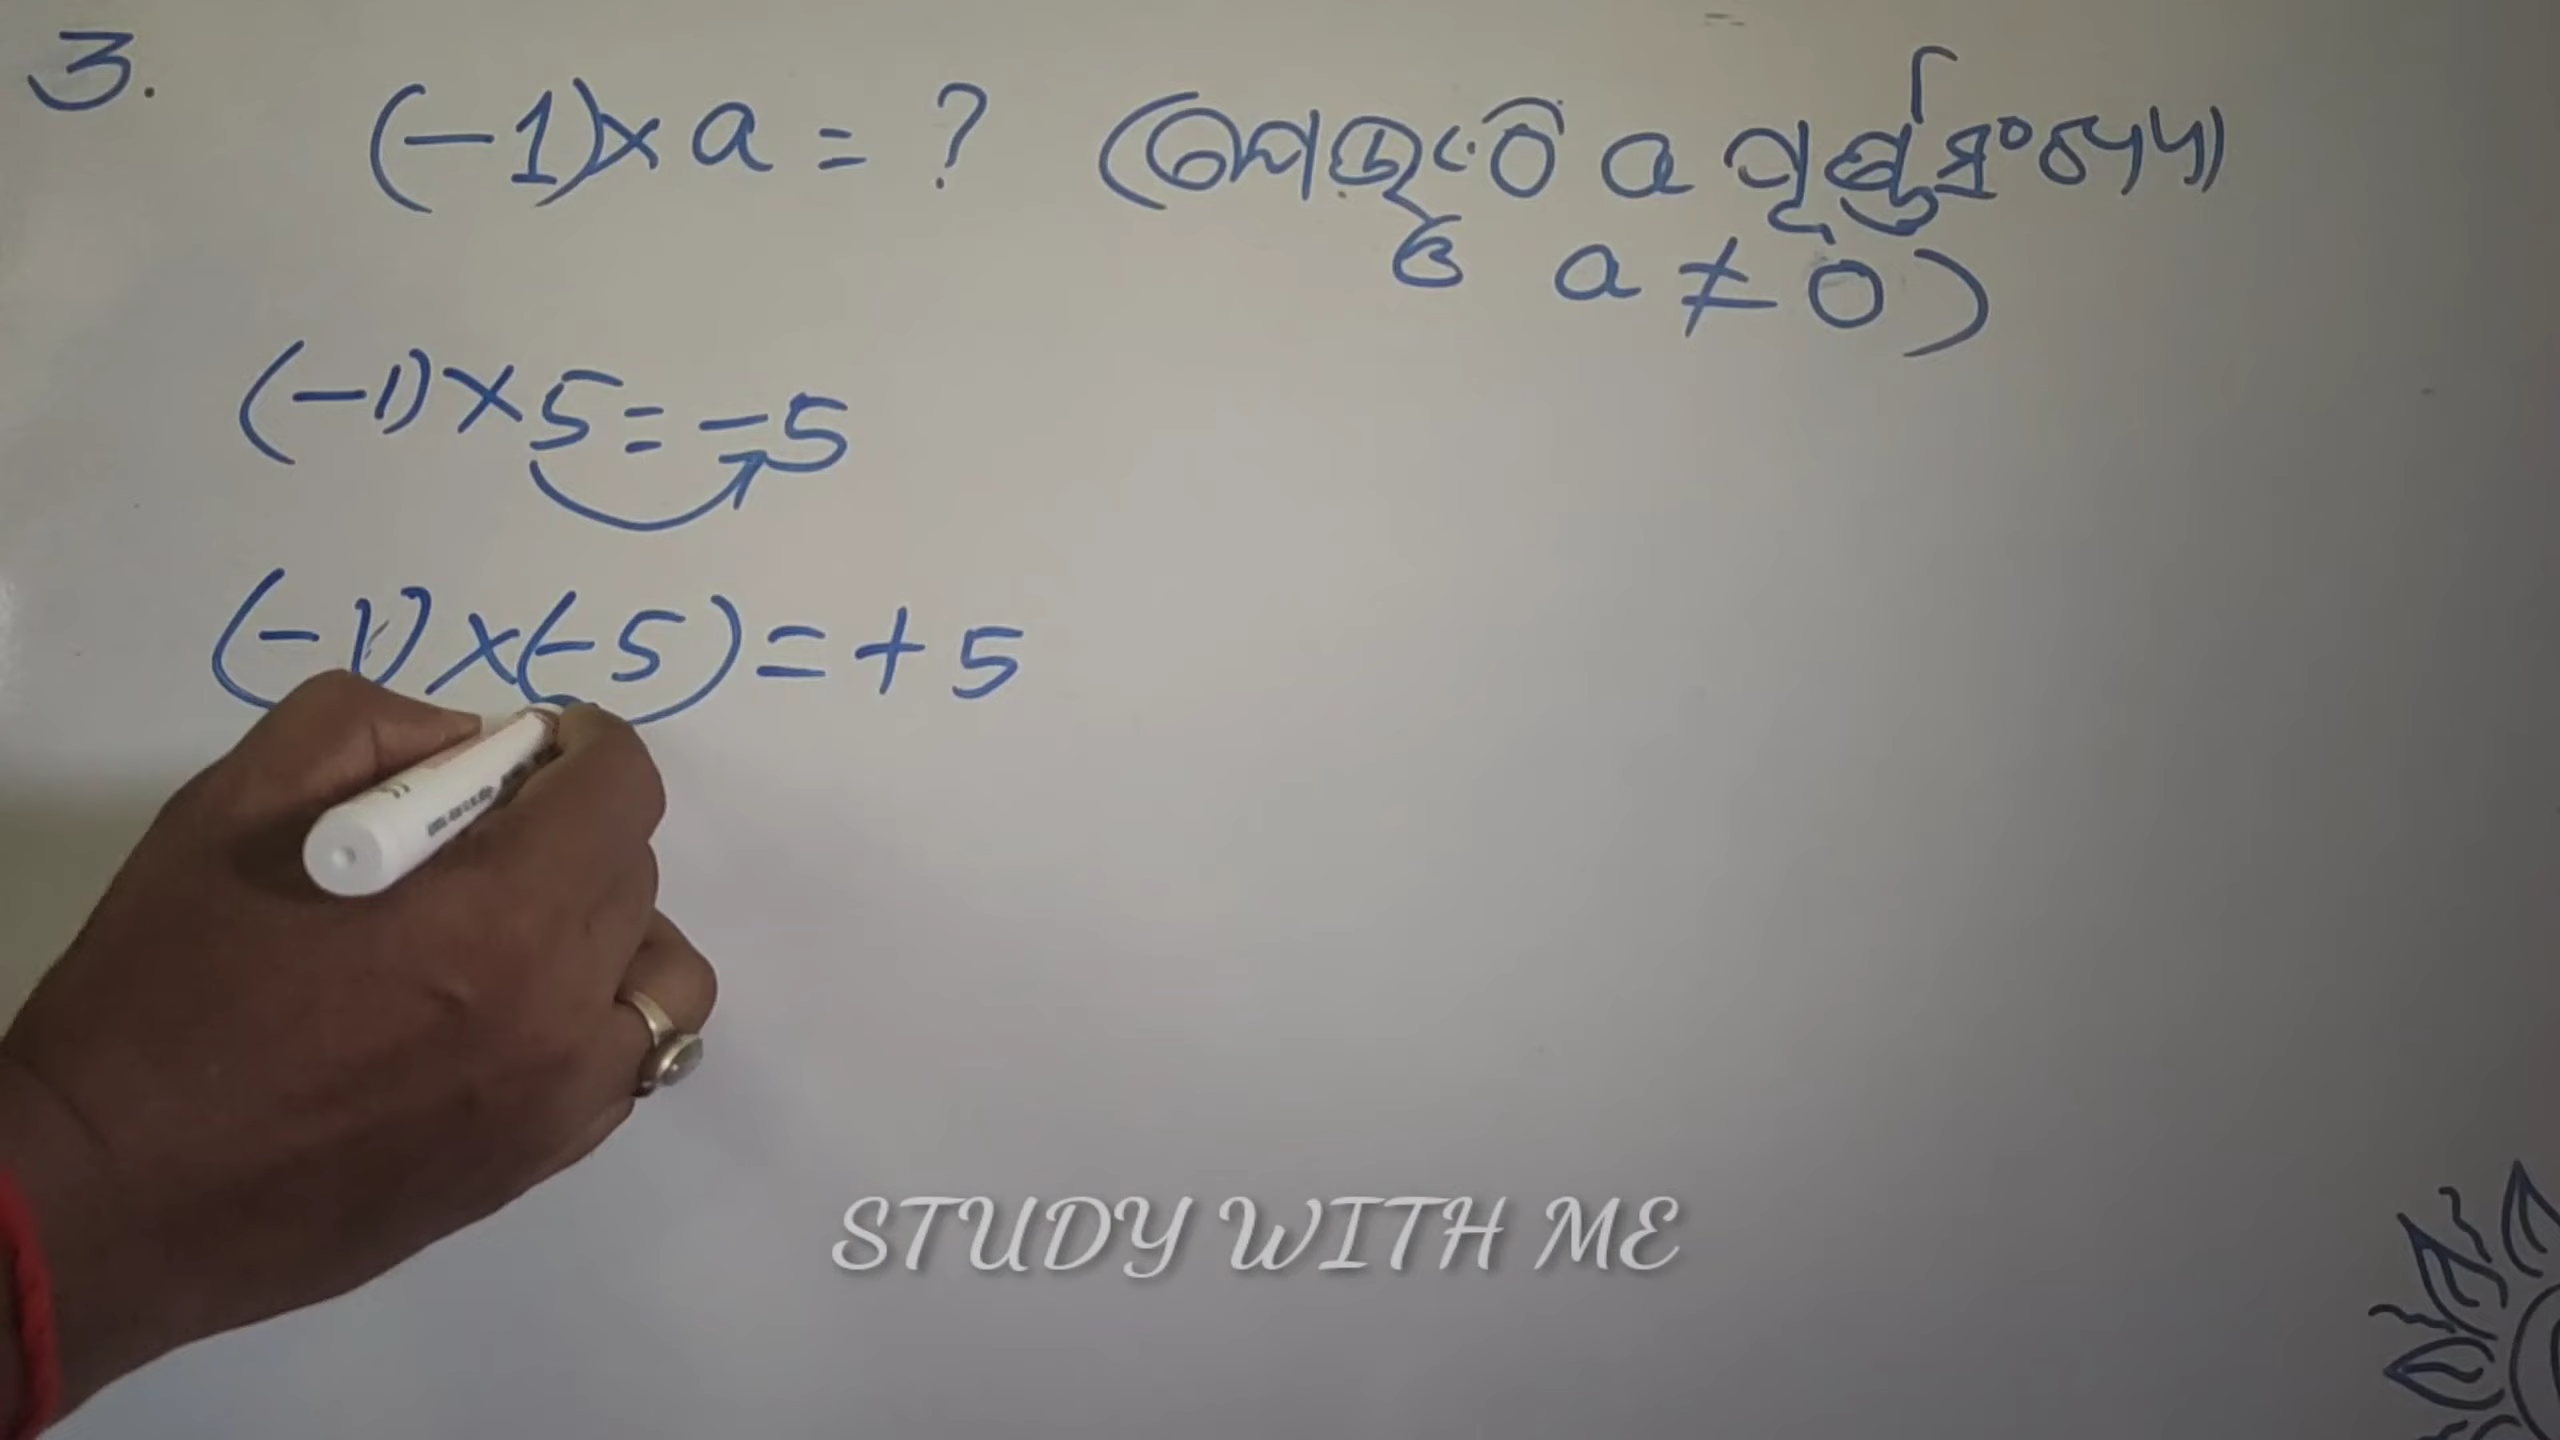 3. (-1)×a = ? (ଯେଉଁଠି a ପୂର୍ଣ୍ଣସଂଖ୍ୟା
ଓ a ≠ 0)
(-1)×5=-5
(-1)×(-5)=+5
STUDY WITH ME